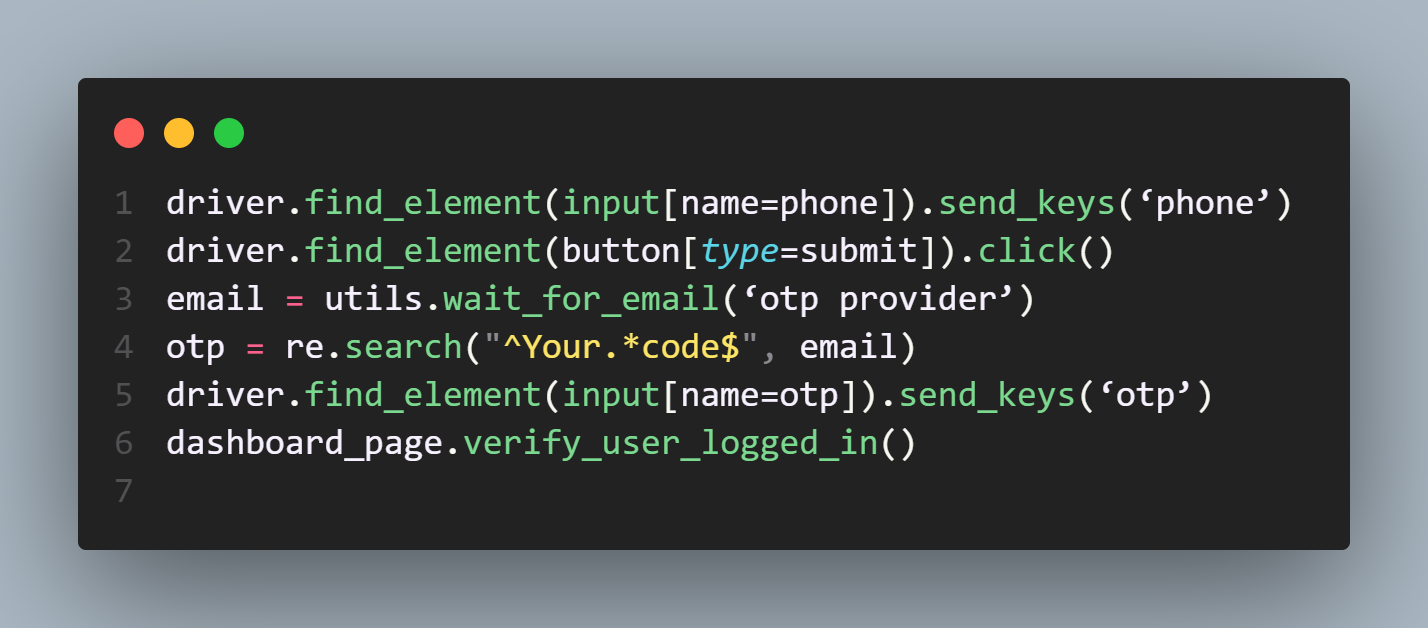 1 driver.find_element(input[name=phone]).send_keys(‘phone’)
2 driver.find_element(button[type=submit]).click()
3 email = utils.wait_for_email(‘otp provider’)
4 otp = re.search("^Your.*code$", email)
5 driver.find_element(input[name=otp]).send_keys(‘otp’)
6 dashboard_page.verify_user_logged_in()
7